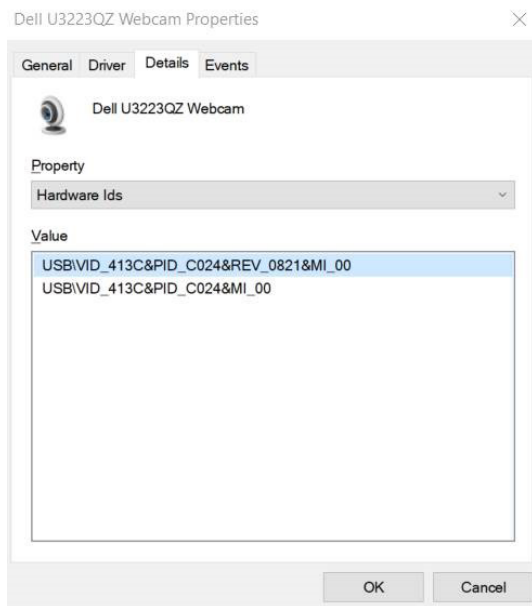 Dell U3223QZ Webcam Properties
General Driver Details Events
Dell U3223QZ Webcam
Property
Hardware Ids
Value
USB\VID_413C&PID_C024&REV_0821&MI_00
USB\VID_413C&PID_C024&MI_00
OK Cancel